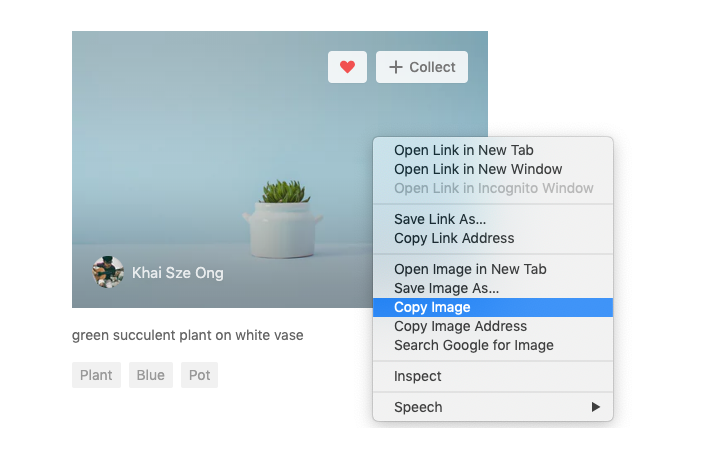 Collect
Open Link in New Tab
Open Link in New Window
Open Link in Incognito Window
Save Link As...
Copy Link Address
Open Image in New Tab
Save Image As...
Copy Image
Copy Image Address
Search Google for Image
Inspect
Speech
Khai Sze Ong
green succulent plant on white vase
Plant Blue Pot